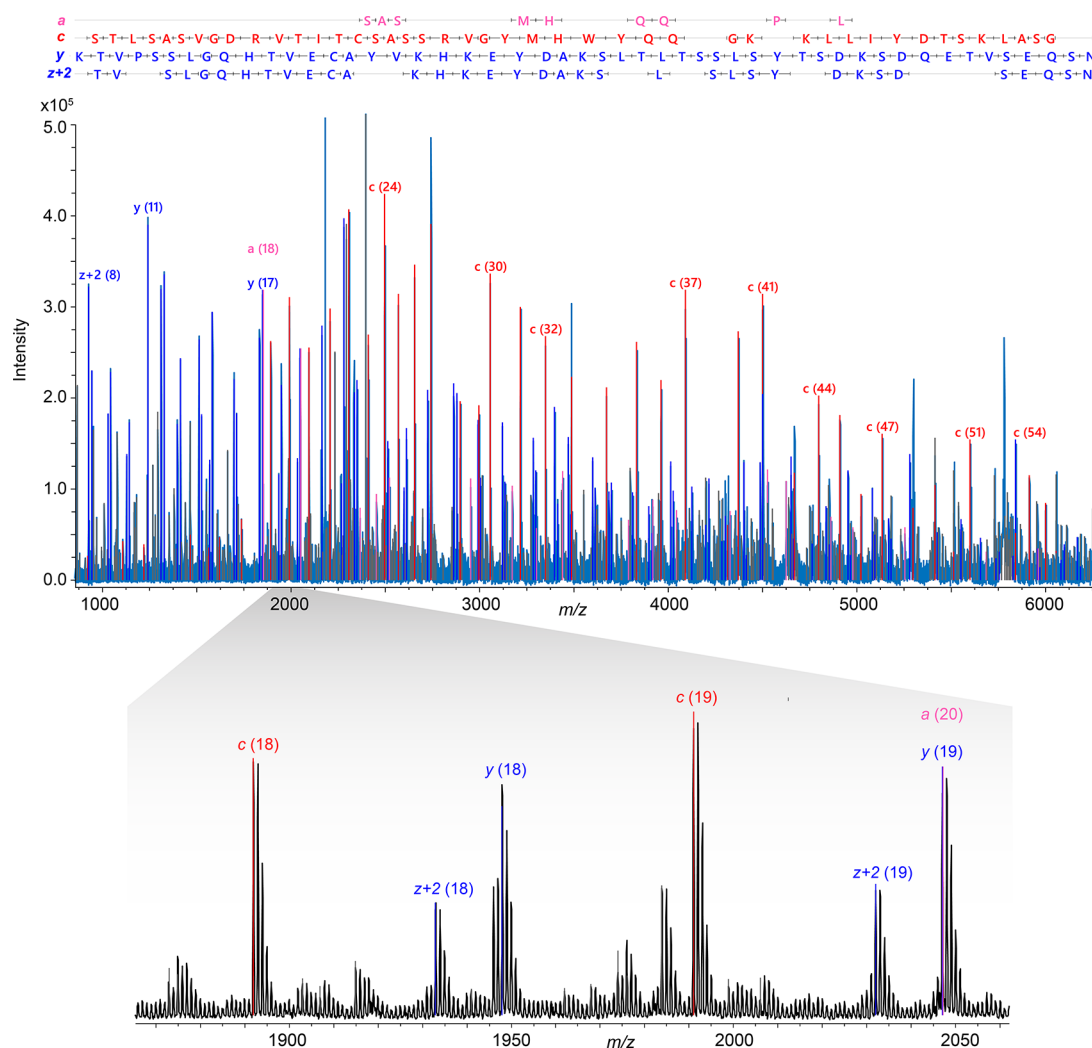 a S A S M H Q Q P L
c S T L S A S V G D R V T I T C S A S S R V G Y M H W Y Q Q G K K L L I Y D T S K L A S G
y K T V P S S L G Q H T V E C A Y V K H K E Y D A K S L T L T S S L S Y T S D K S D Q E T V S E Q S N
z+2 T V S L G Q H T V E C A K H K E Y D A K S L S L S Y D K S D S E Q S N
x10⁵
5.0
4.0
3.0
2.0
1.0
0.0
Intensity
z+2 (8)
y (11)
a (18)
y (17)
c (24)
c (30)
c (32)
c (37)
c (41)
c (44)
c (47)
c (51)
c (54)
1000 2000 3000 4000 5000 6000
m/z
c (18)
z+2 (18)
y (18)
c (19)
z+2 (19)
a (20)
y (19)
1900 1950 2000 2050
m/z